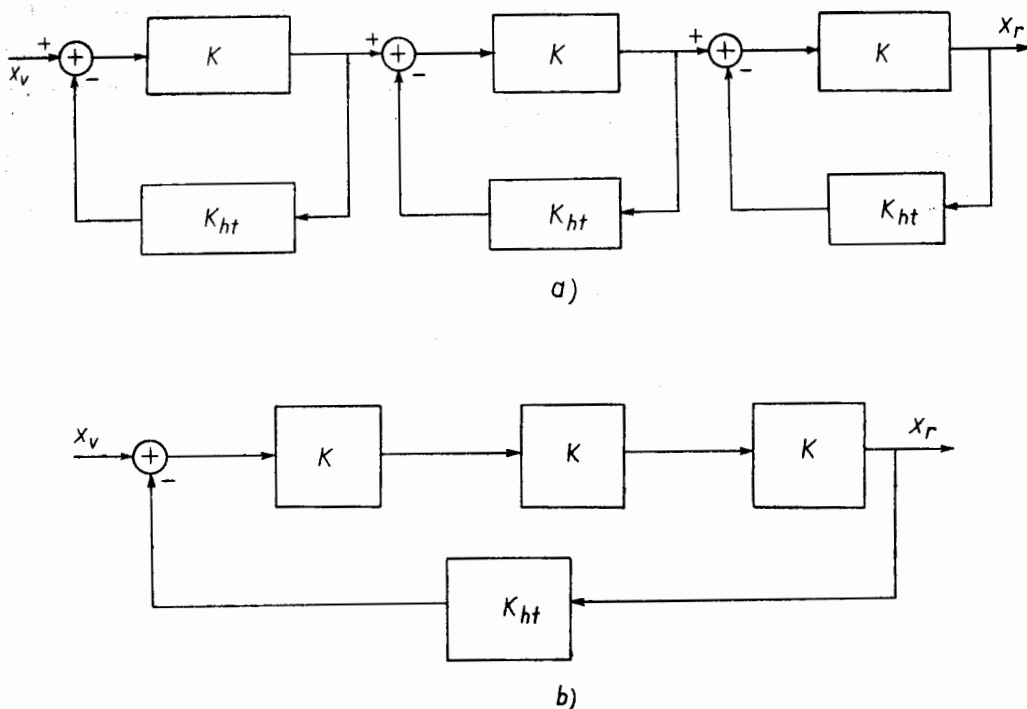 + + + X_r
X_v K K K
− − −
K_ht K_ht K_ht
a)
X_v X_r
+ K K K
−
K_ht
b)